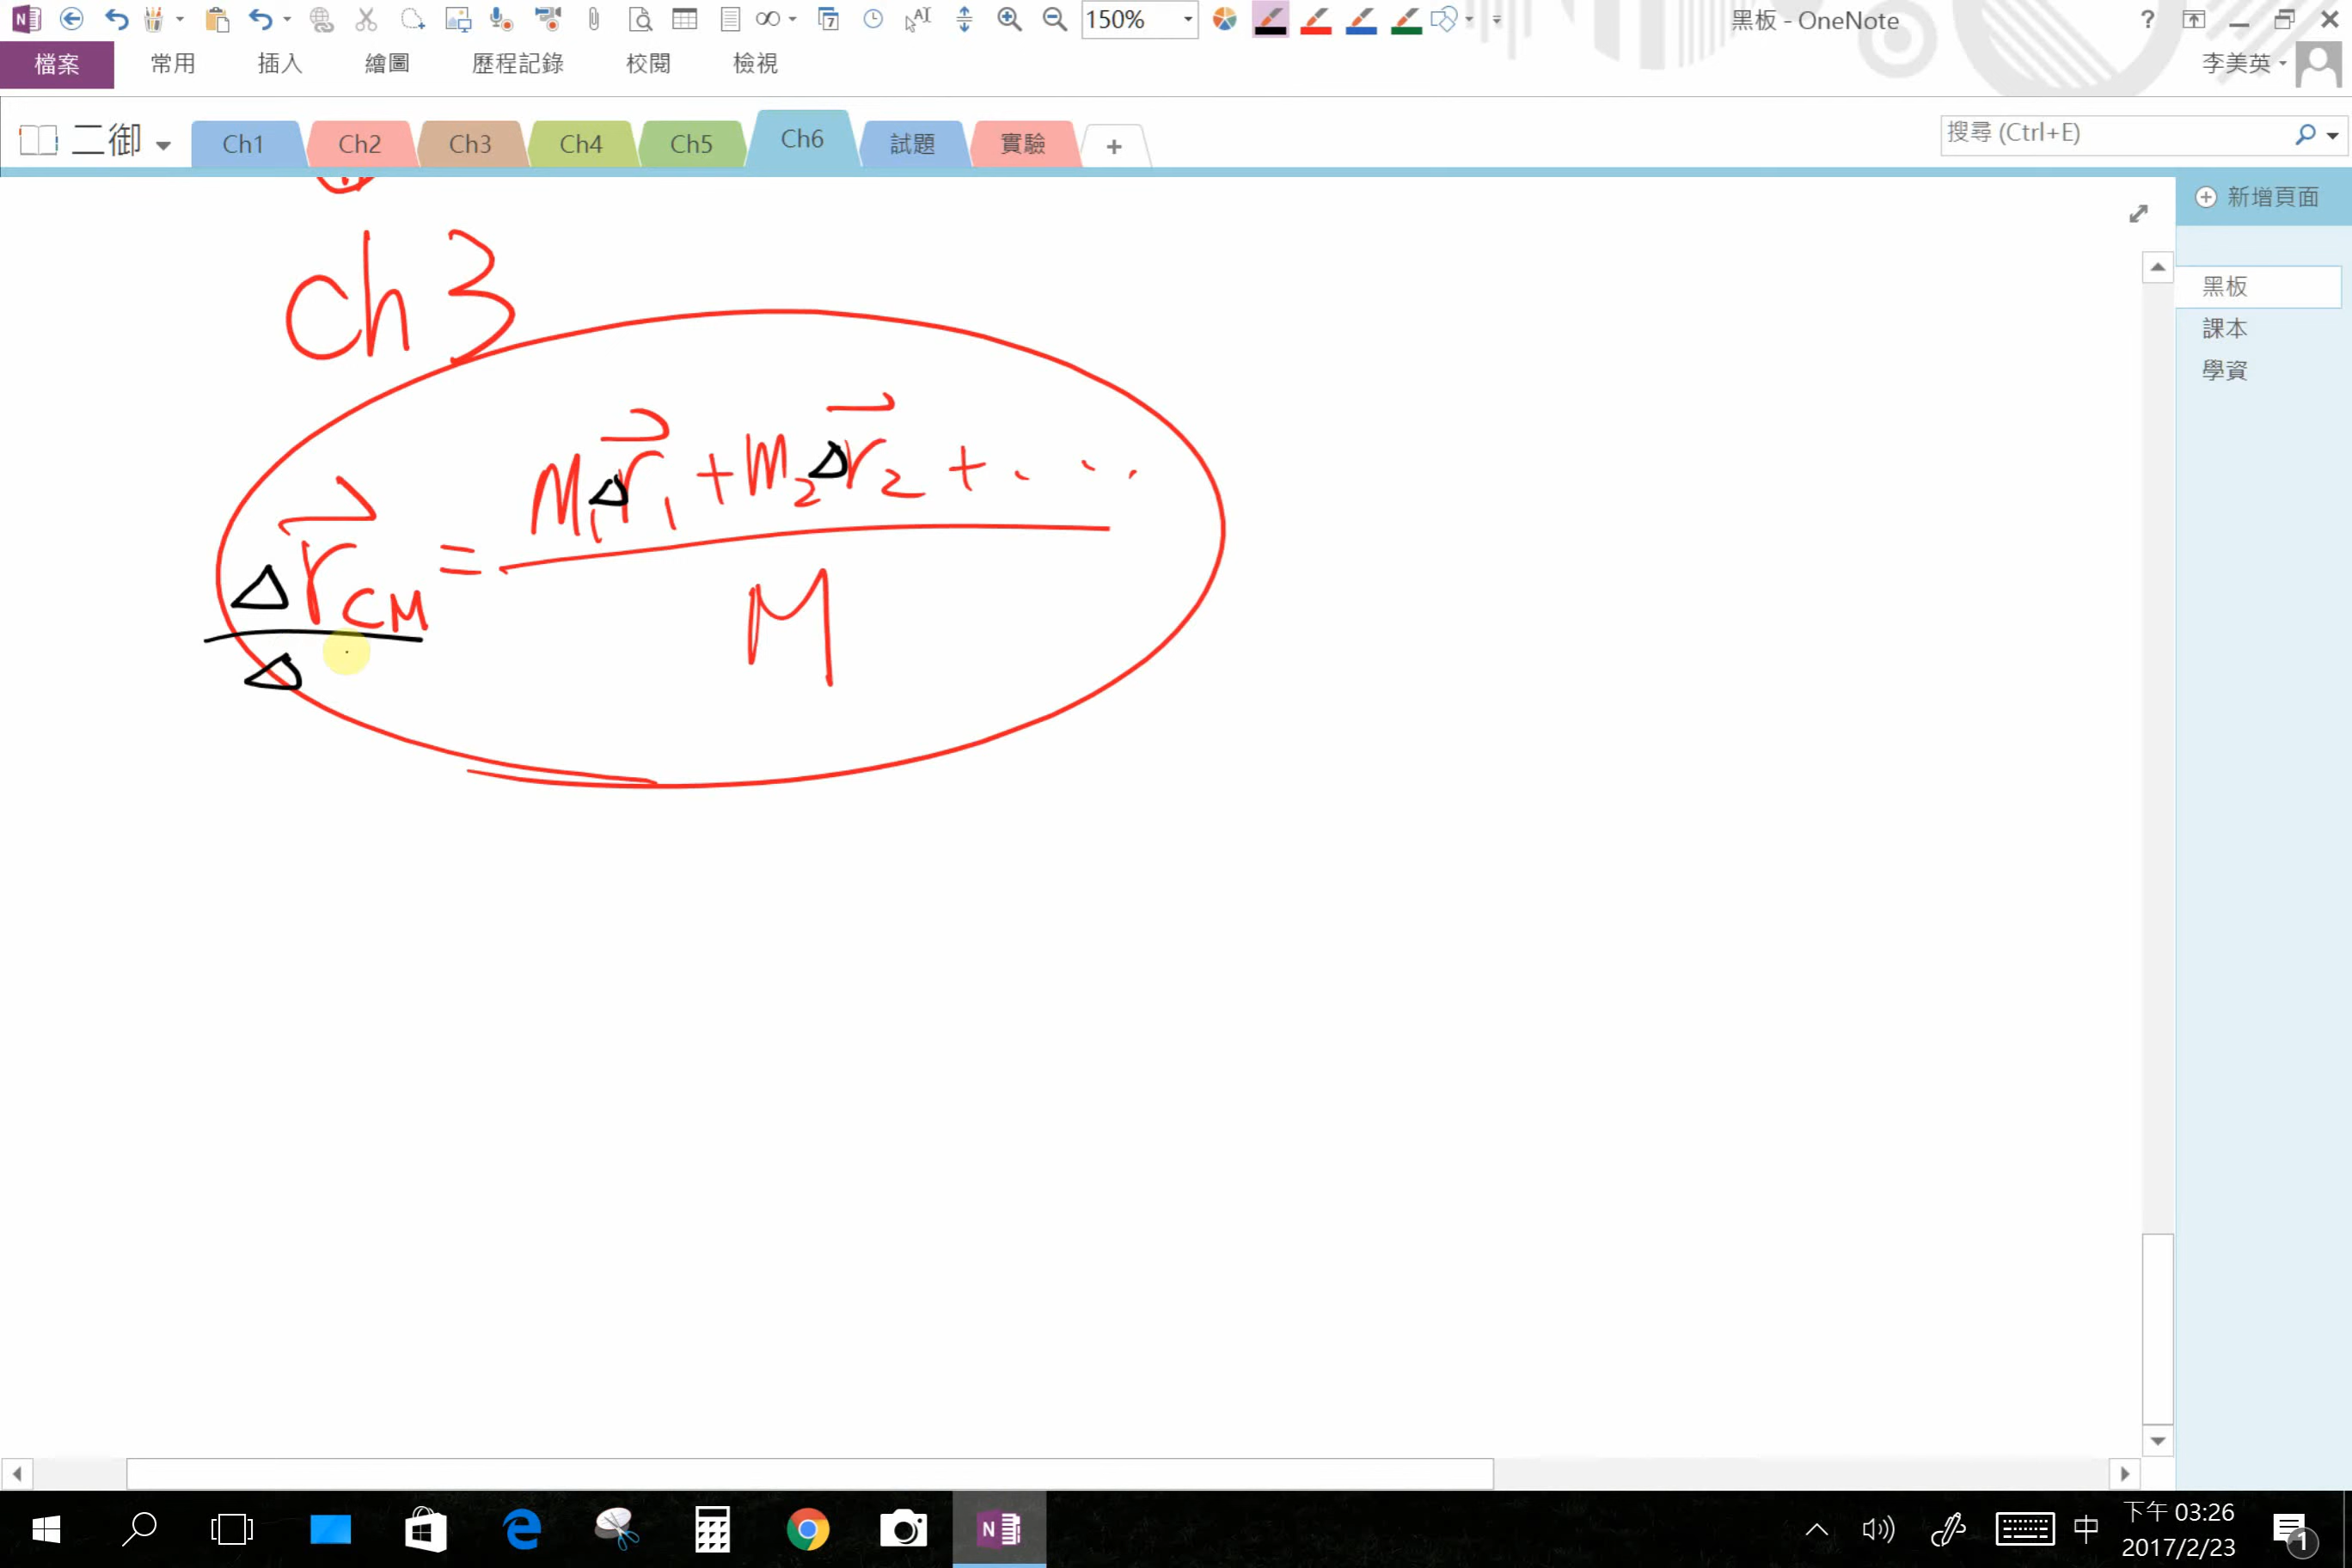 150%
黑板 - OneNote
檔案 常用 插入 繪圖 歷程記錄 校閱 檢視
李美英
二御 Ch1 Ch2 Ch3 Ch4 Ch5 Ch6 試題 實驗 +
搜尋 (Ctrl+E)
新增頁面
黑板
課本
學資
ch 3
Δr⃗CM/Δ = (M₁Δr⃗₁ + m₂Δr⃗₂ + ....)/M
中
下午 03:26
2017/2/23
1